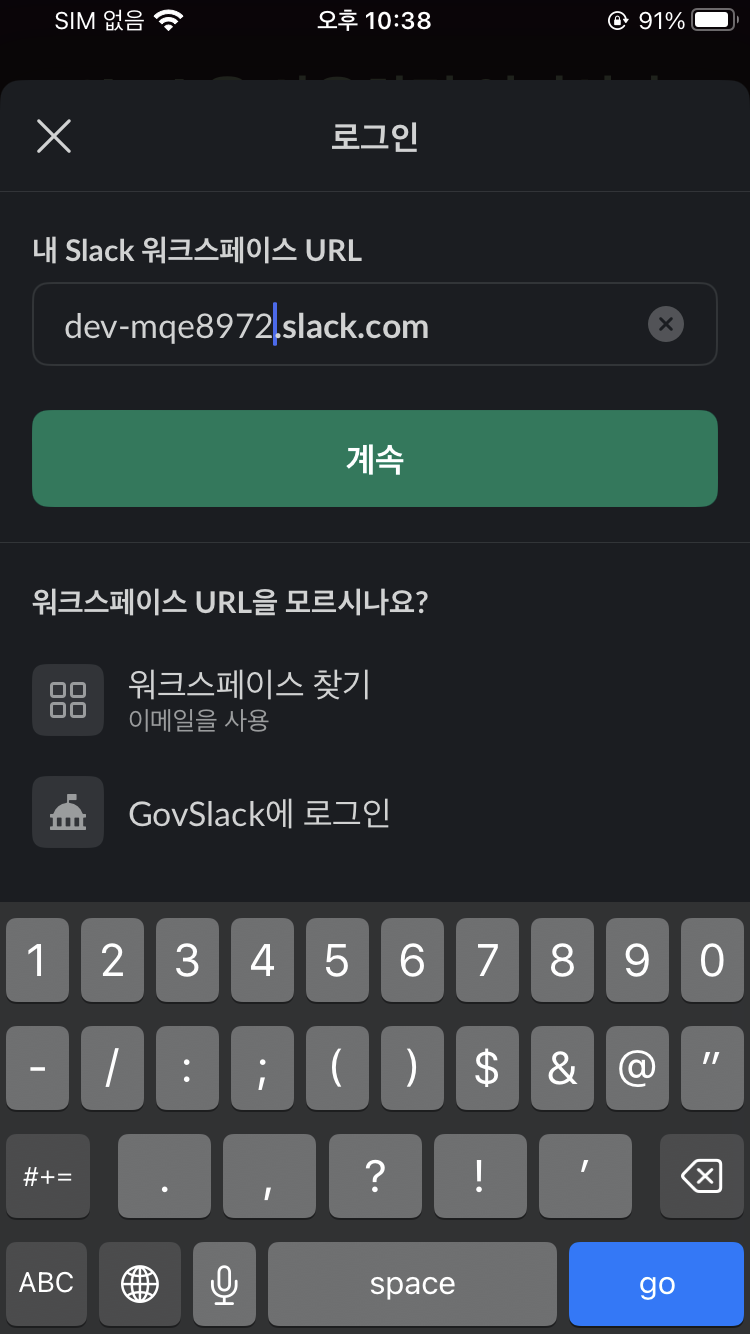 SIM 없음 오후 10:38 91%
로그인
내 Slack 워크스페이스 URL
dev-mqe8972.slack.com
계속
워크스페이스 URL을 모르시나요?
워크스페이스 찾기
이메일을 사용
GovSlack에 로그인
1 2 3 4 5 6 7 8 9 0
- / : ; ( ) $ & @ "
#+= . , ? ! '
ABC space go